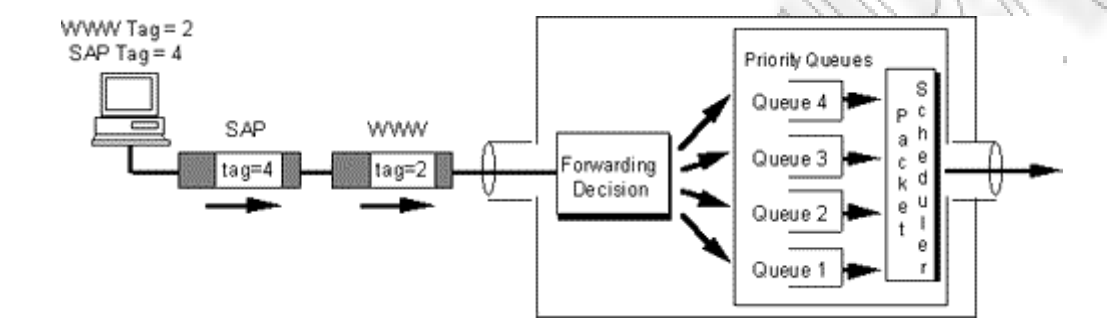 WWW Tag = 2
SAP Tag = 4
SAP
tag=4
WWW
tag=2
Forwarding
Decision
Priority Queues
Queue 4
Queue 3
Queue 2
Queue 1
Packet
Scheduler